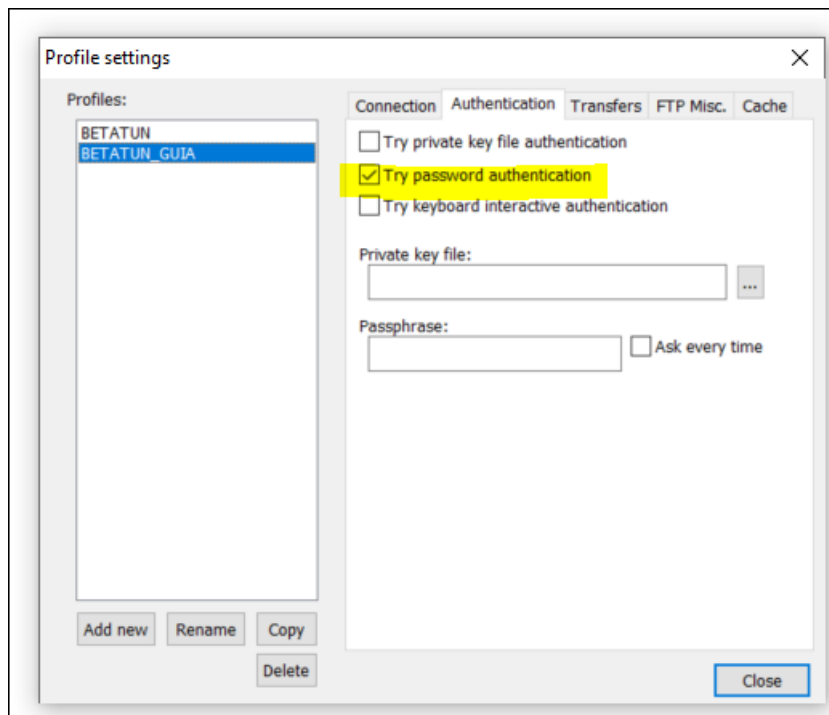 Profile settings
Profiles:
BETATUN
BETATUN_GUIA
Add new
Rename
Copy
Delete
Connection
Authentication
Transfers
FTP Misc.
Cache
Try private key file authentication
Try password authentication
Try keyboard interactive authentication
Private key file:
...
Passphrase:
Ask every time
Close